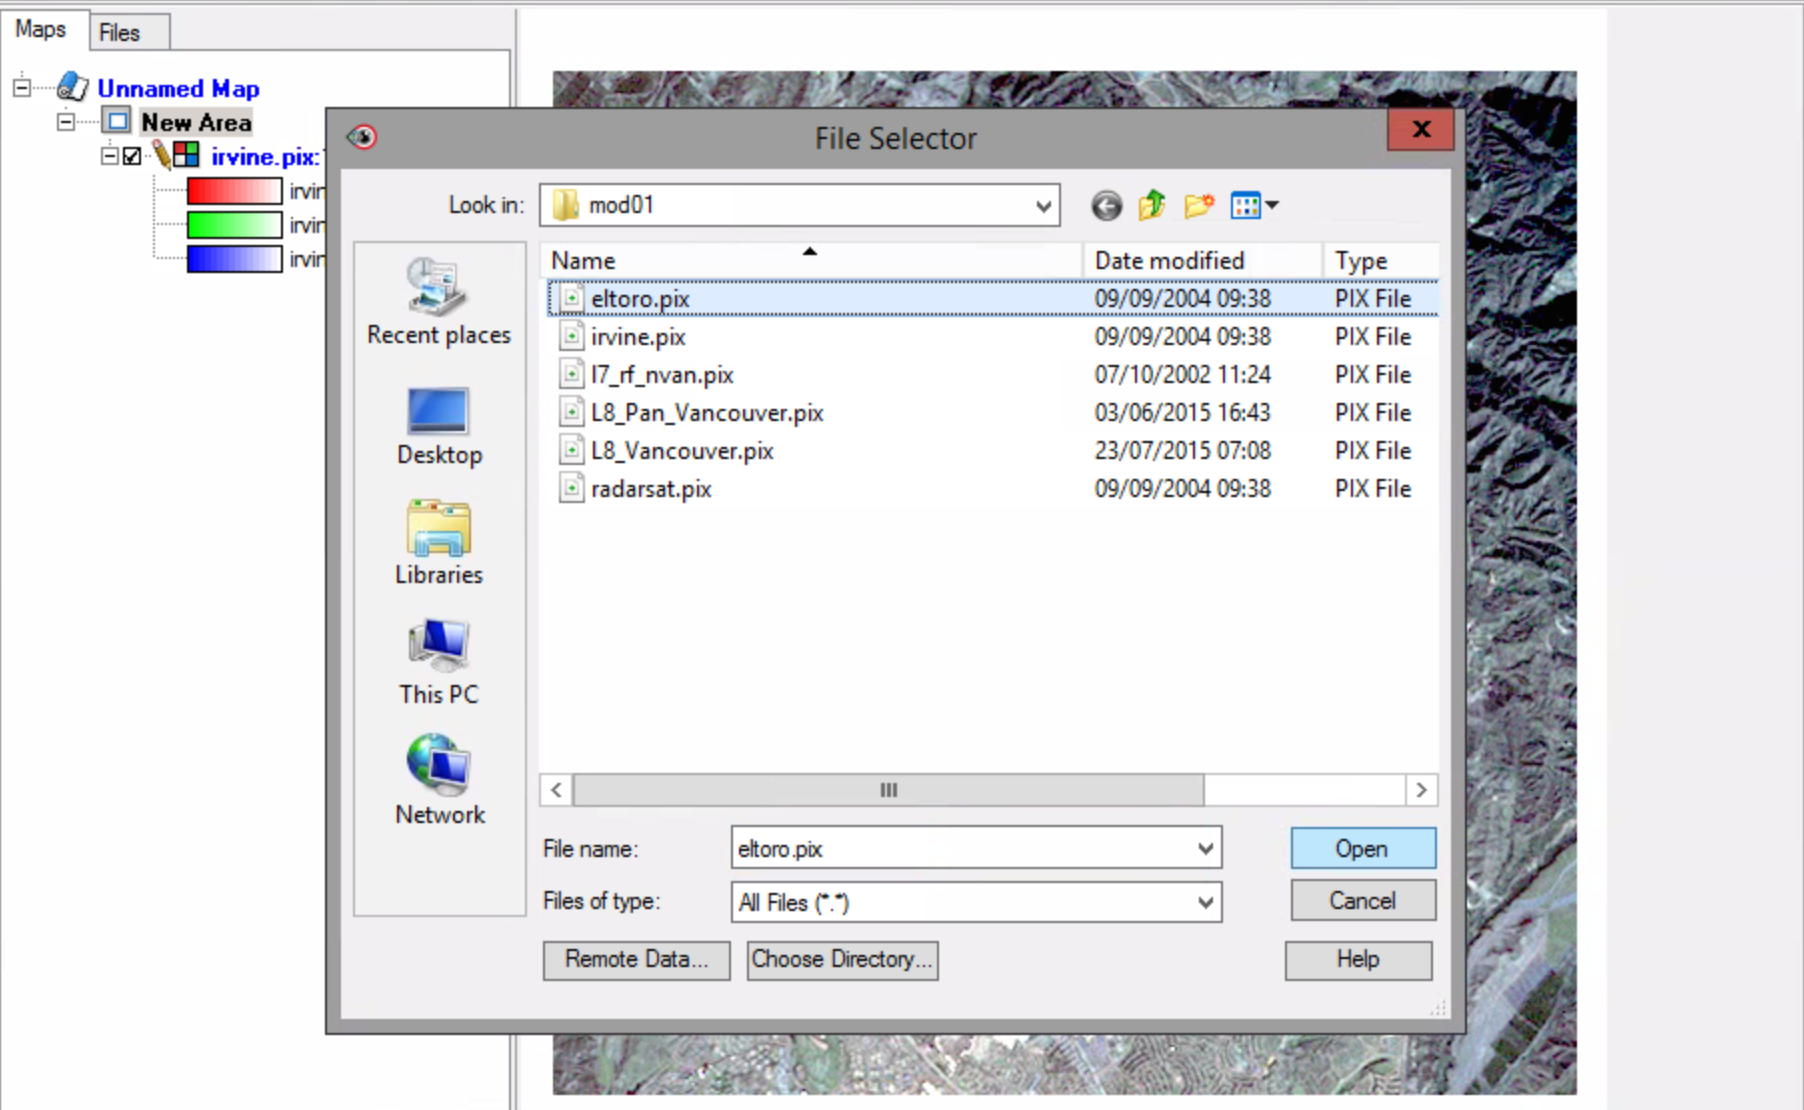 Maps
Files
Unnamed Map
New Area
irvine.pix:
irvin
irvin
irvin
File Selector
x
Look in: mod01
Recent places
Desktop
Libraries
This PC
Network
Name Date modified Type
eltoro.pix 09/09/2004 09:38 PIX File
irvine.pix 09/09/2004 09:38 PIX File
l7_rf_nvan.pix 07/10/2002 11:24 PIX File
L8_Pan_Vancouver.pix 03/06/2015 16:43 PIX File
L8_Vancouver.pix 23/07/2015 07:08 PIX File
radarsat.pix 09/09/2004 09:38 PIX File
File name: eltoro.pix Open
Files of type: All Files (*.*) Cancel
Remote Data... Choose Directory... Help